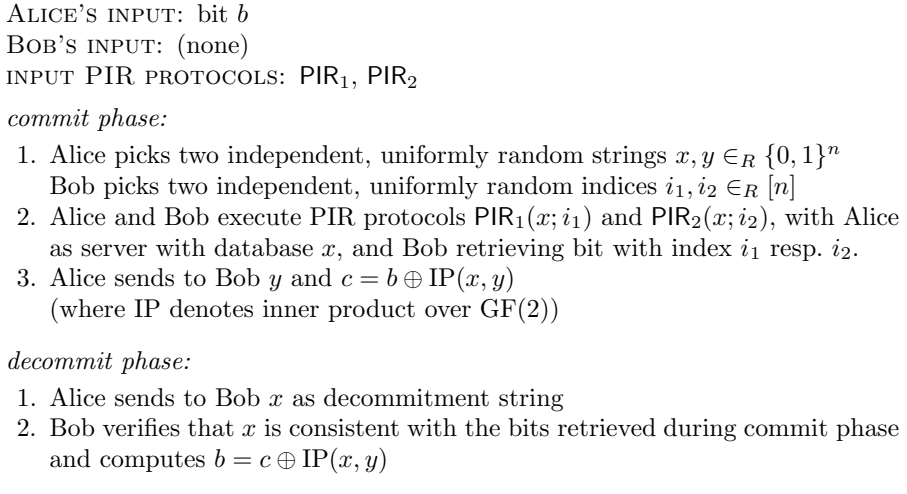 ALICE'S INPUT: bit b
BOB'S INPUT: (none)
INPUT PIR PROTOCOLS: PIR₁, PIR₂
commit phase:
1. Alice picks two independent, uniformly random strings x, y ∈_R {0, 1}ⁿ
Bob picks two independent, uniformly random indices i₁, i₂ ∈_R [n]
2. Alice and Bob execute PIR protocols PIR₁(x; i₁) and PIR₂(x; i₂), with Alice
as server with database x, and Bob retrieving bit with index i₁ resp. i₂.
3. Alice sends to Bob y and c = b ⊕ IP(x, y)
(where IP denotes inner product over GF(2))
decommit phase:
1. Alice sends to Bob x as decommitment string
2. Bob verifies that x is consistent with the bits retrieved during commit phase
and computes b = c ⊕ IP(x, y)